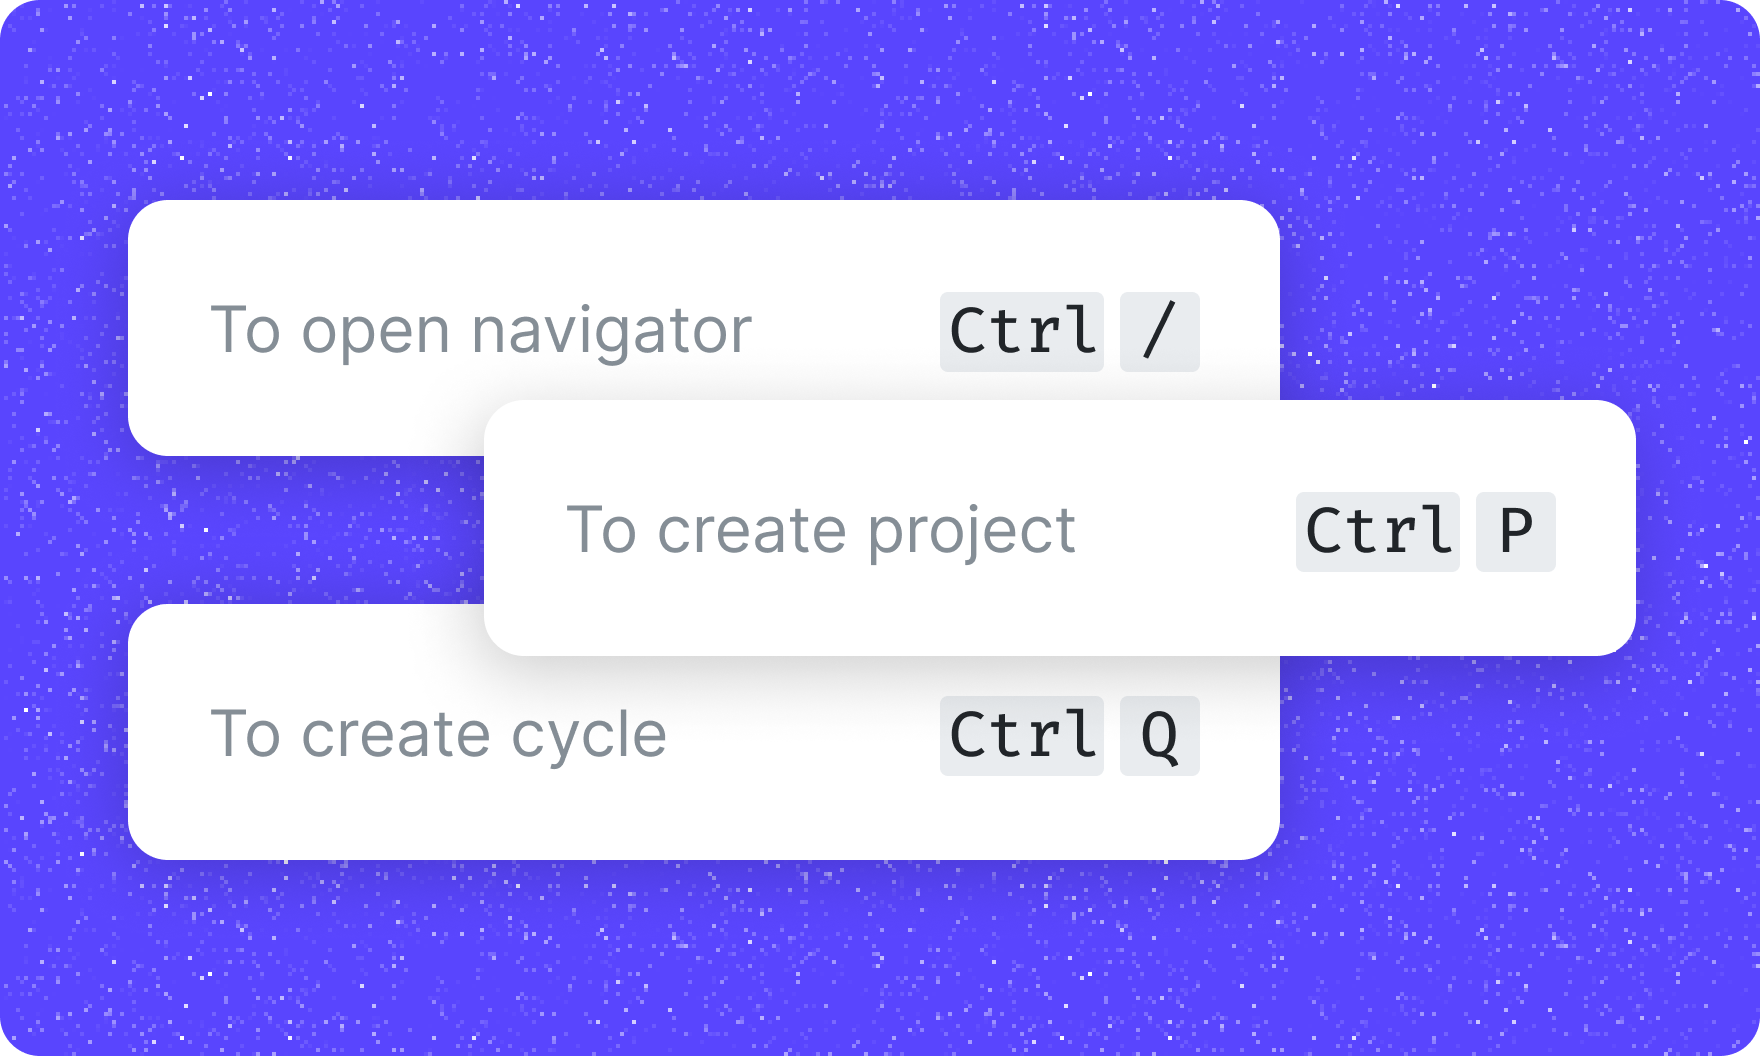 To open navigator Ctrl /
To create project Ctrl P
To create cycle Ctrl Q